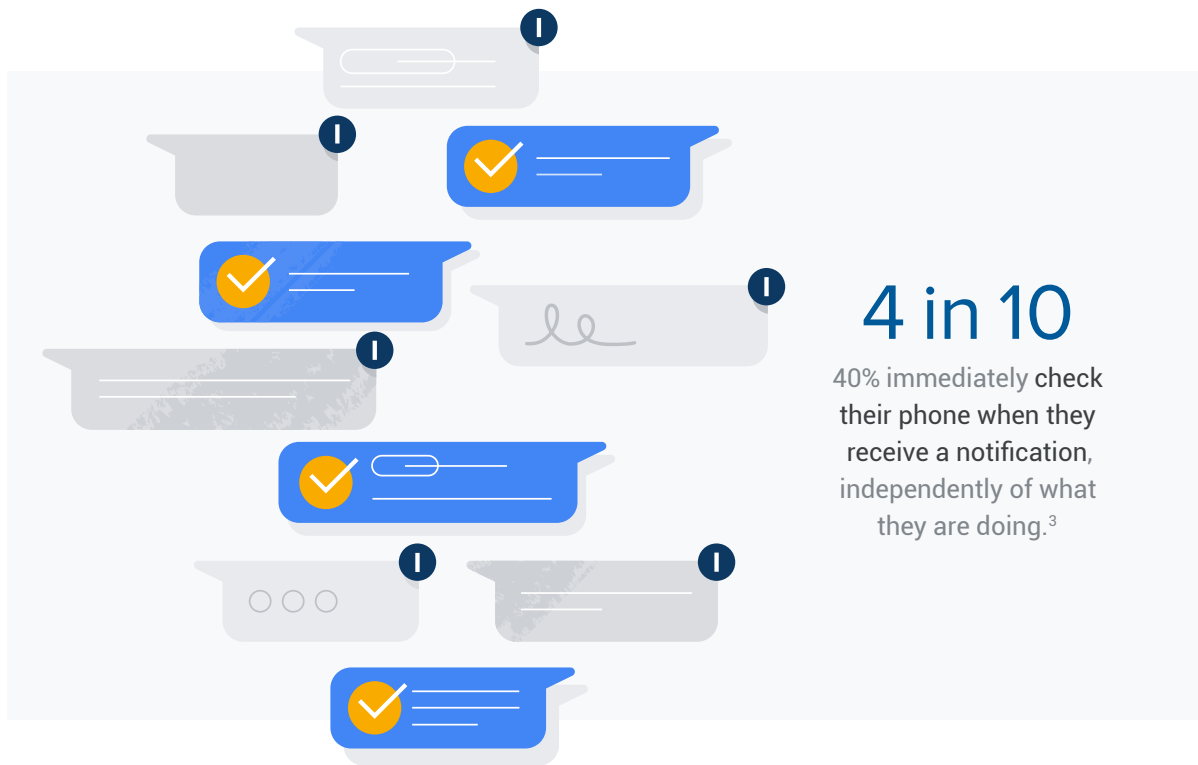 4 in 10
40% immediately check
their phone when they
receive a notification,
independently of what
they are doing.3